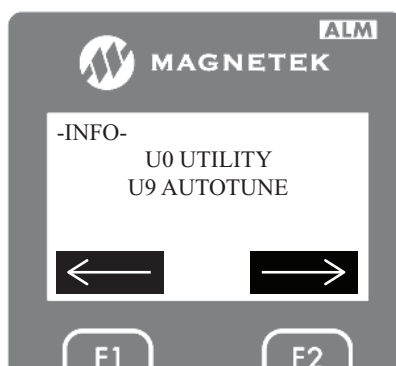 ALM
MAGNETEK
-INFO-
U0 UTILITY
U9 AUTOTUNE
F1 F2